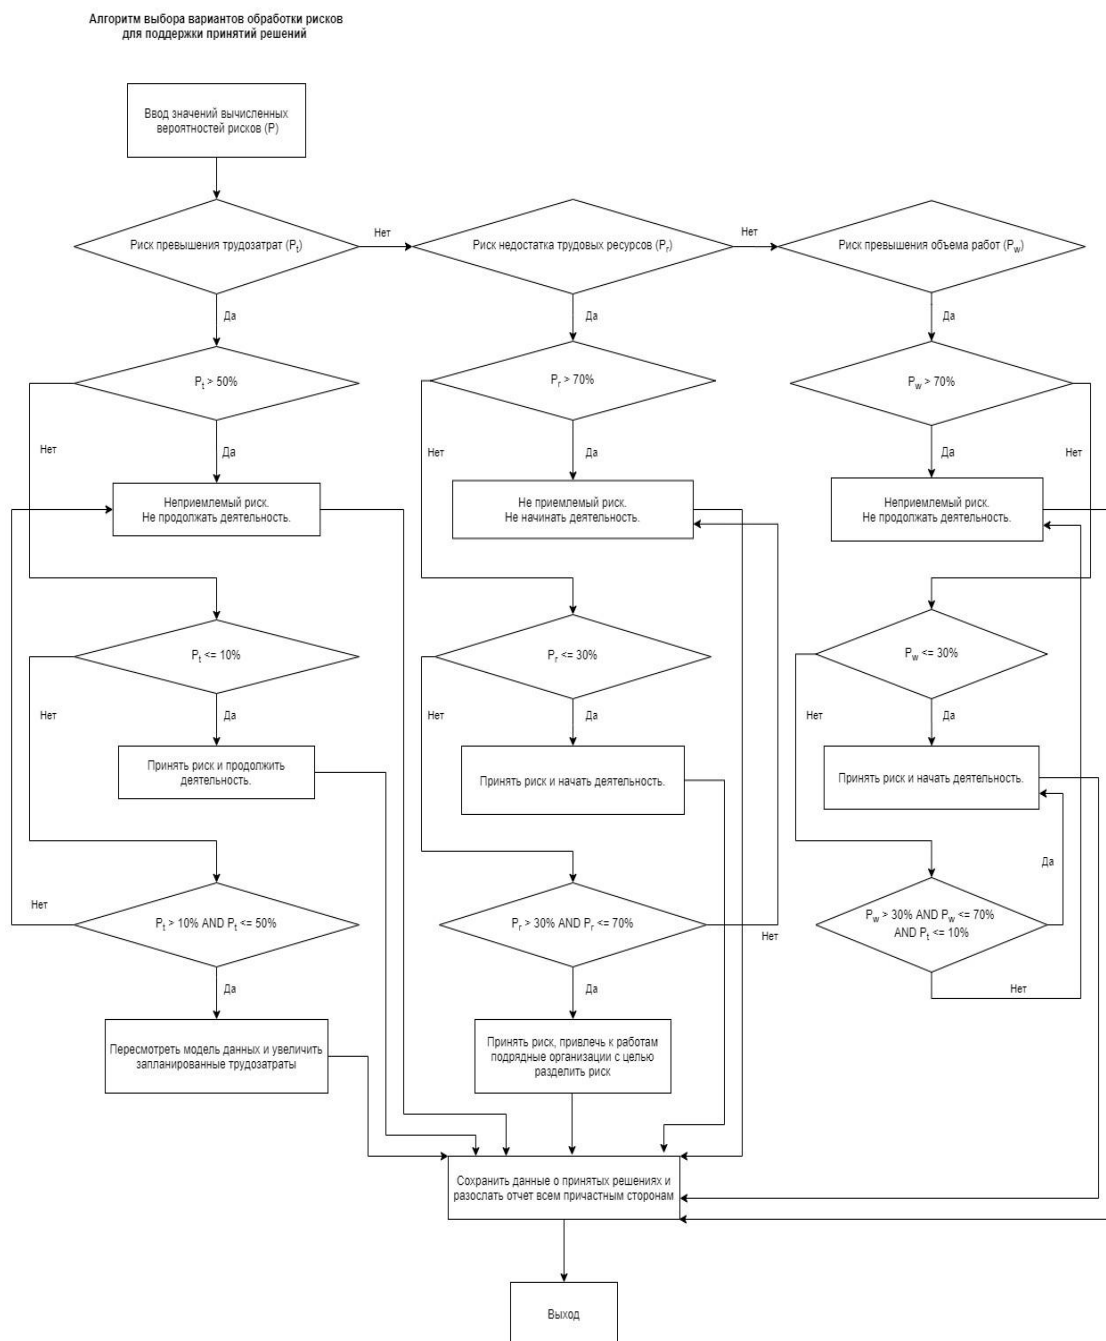 Алгоритм выбора вариантов обработки рисков
для поддержки принятий решений
Ввод значений вычисленных
вероятностей рисков (P)
Риск превышения трудозатрат (Pt)
Нет
Риск недостатка трудовых ресурсов (Pr)
Нет
Риск превышения объема работ (Pw)
Да
Да
Да
Pt > 50%
Pr > 70%
Pw > 70%
Нет
Да
Нет
Да
Да
Нет
Неприемлемый риск.
Не продолжать деятельность.
Не приемлемый риск.
Не начинать деятельность.
Неприемлемый риск.
Не продолжать деятельность.
Pt <= 10%
Pr <= 30%
Pw <= 30%
Нет
Да
Нет
Да
Нет
Да
Принять риск и продолжить
деятельность.
Принять риск и начать деятельность.
Принять риск и начать деятельность.
Да
Нет
Pt > 10% AND Pt <= 50%
Pr > 30% AND Pr <= 70%
Нет
Pw > 30% AND Pw <= 70%
AND Pt <= 10%
Да
Да
Нет
Пересмотреть модель данных и увеличить
запланированные трудозатраты
Принять риск, привлечь к работам
подрядные организации с целью
разделить риск
Сохранить данные о принятых решениях и
разослать отчет всем причастным сторонам
Выход